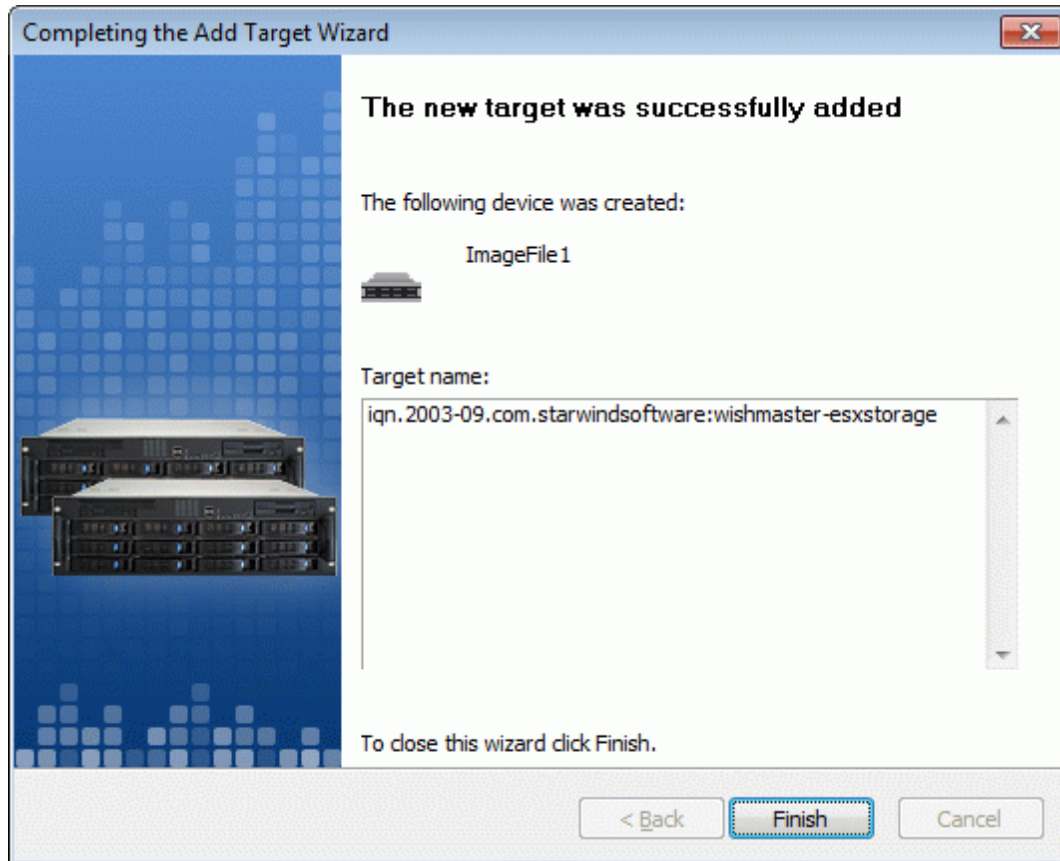 Completing the Add Target Wizard
The new target was successfully added
The following device was created:
ImageFile1
Target name:
iqn.2003-09.com.starwindsoftware:wishmaster-esxstorage
To close this wizard click Finish.
< Back
Finish
Cancel